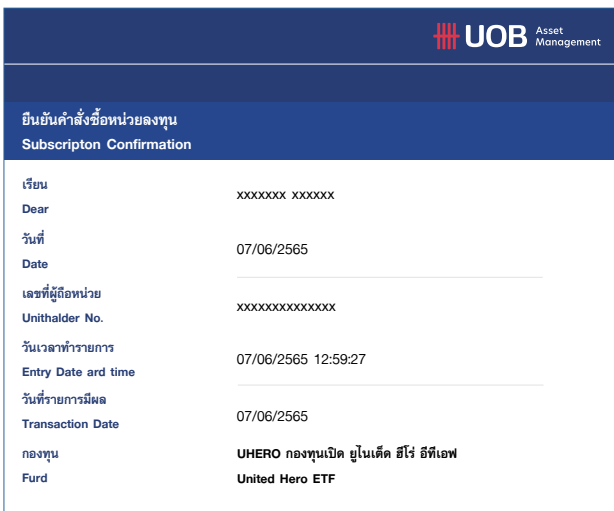 UOB Asset
Management
ยืนยันคำสั่งซื้อหน่วยลงทุน
Subscripton Confirmation
เรียน
Dear
xxxxxxx xxxxxx
วันที่
Date
07/06/2565
เลขที่ผู้ถือหน่วย
Unithalder No.
xxxxxxxxxxxxxx
วันเวลาทำรายการ
Entry Date ard time
07/06/2565 12:59:27
วันที่รายการมีผล
Transaction Date
07/06/2565
กองทุน
Furd
UHERO กองทุนเปิด ยูไนเต็ด ฮีโร่ อีทีเอฟ
United Hero ETF